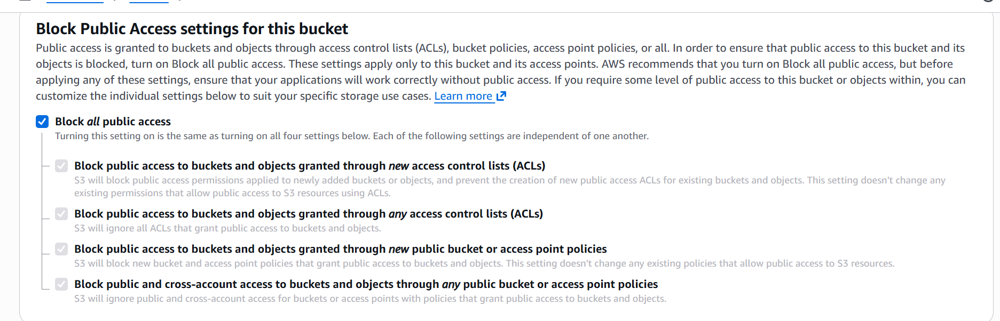 Block Public Access settings for this bucket
Public access is granted to buckets and objects through access control lists (ACLs), bucket policies, access point policies, or all. In order to ensure that public access to this bucket and its
objects is blocked, turn on Block all public access. These settings apply only to this bucket and its access points. AWS recommends that you turn on Block all public access, but before
applying any of these settings, ensure that your applications will work correctly without public access. If you require some level of public access to this bucket or objects within, you can
customize the individual settings below to suit your specific storage use cases. Learn more
Block all public access
Turning this setting on is the same as turning on all four settings below. Each of the following settings are independent of one another.
Block public access to buckets and objects granted through new access control lists (ACLs)
S3 will block public access permissions applied to newly added buckets or objects, and prevent the creation of new public access ACLs for existing buckets and objects. This setting doesn't change any
existing permissions that allow public access to S3 resources using ACLs.
Block public access to buckets and objects granted through any access control lists (ACLs)
S3 will ignore all ACLs that grant public access to buckets and objects.
Block public access to buckets and objects granted through new public bucket or access point policies
S3 will block new bucket and access point policies that grant public access to buckets and objects. This setting doesn't change any existing policies that allow public access to S3 resources.
Block public and cross-account access to buckets and objects through any public bucket or access point policies
S3 will ignore public and cross-account access for buckets or access points with policies that grant public access to buckets and objects.